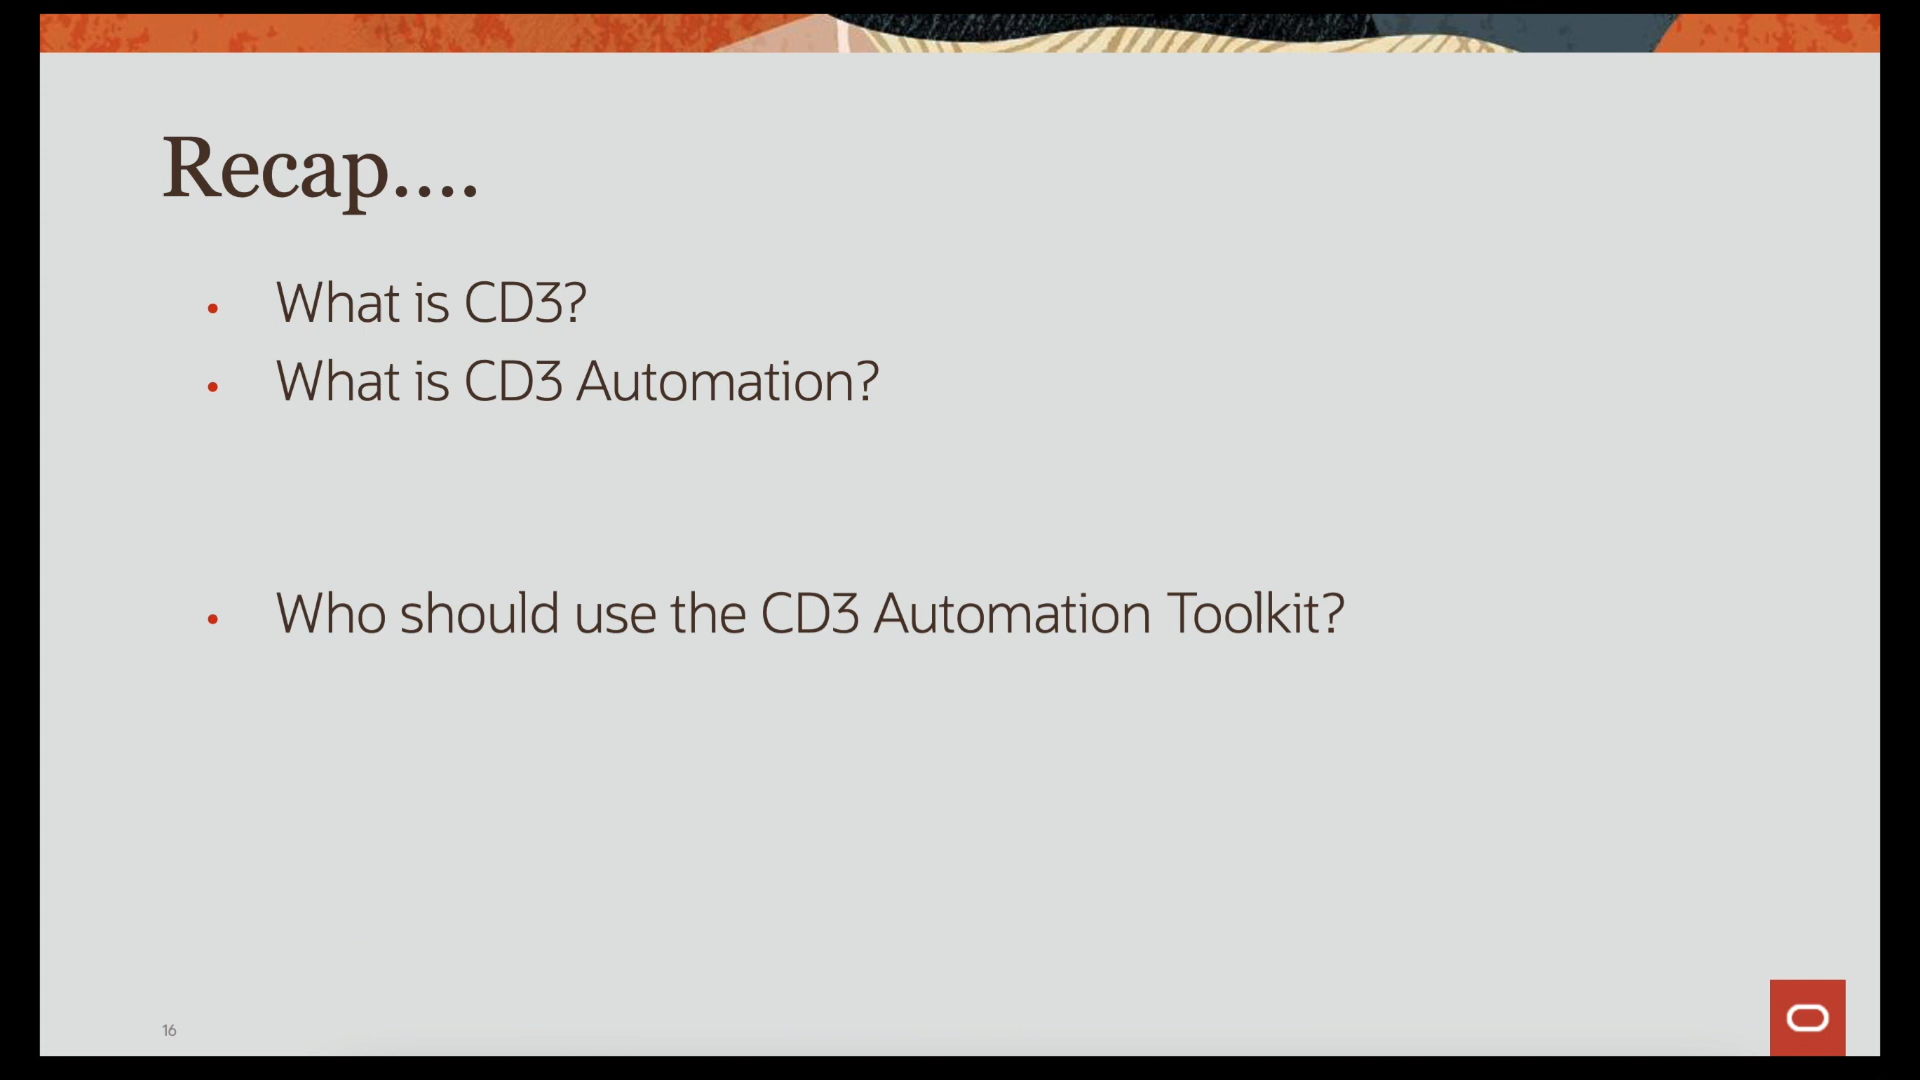 Recap....
• What is CD3?
• What is CD3 Automation?
• Who should use the CD3 Automation Toolkit?
16